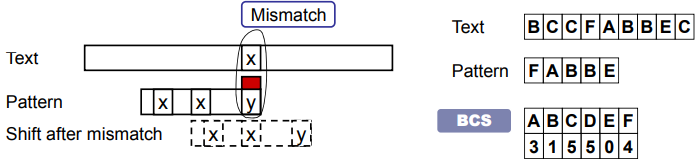 Mismatch
Text
x
Pattern
x x y
Shift after mismatch
x x y
Text
B C C F A B B E C
Pattern
F A B B E
BCS
A B C D E F
3 1 5 5 0 4